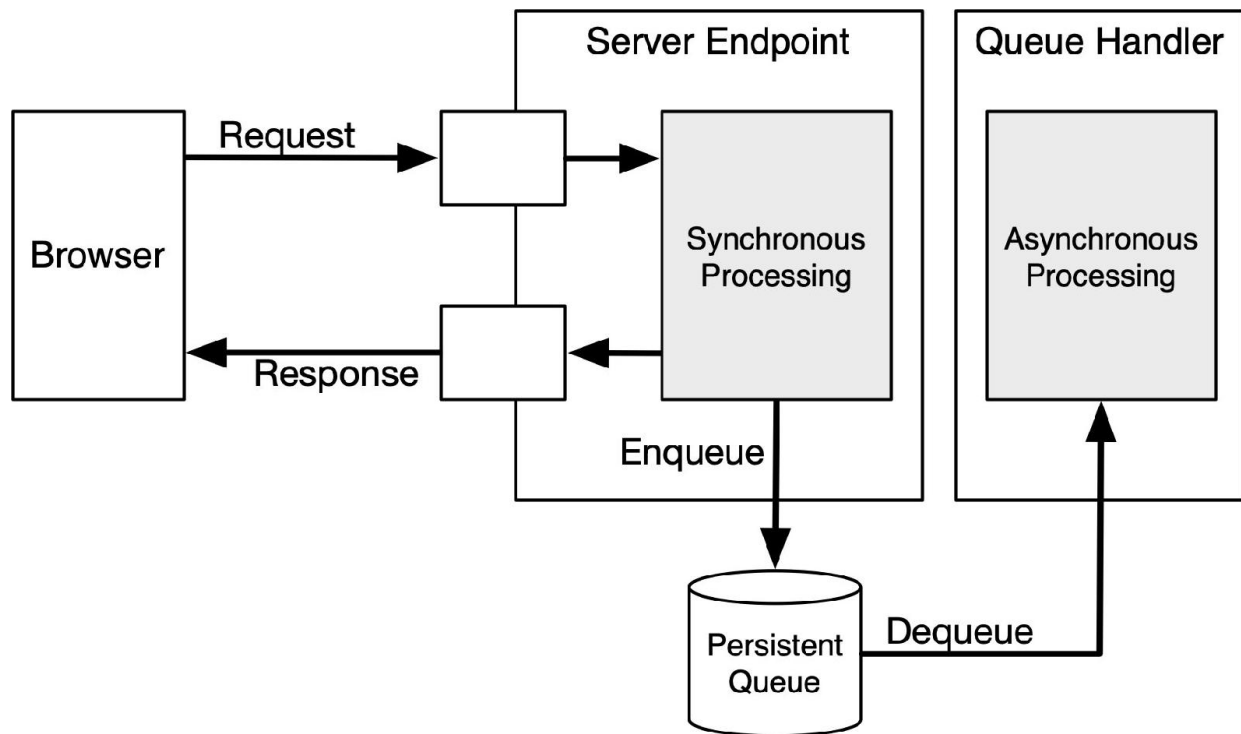 Server Endpoint
Queue Handler
Request
Browser
Synchronous
Processing
Asynchronous
Processing
Response
Enqueue
Persistent
Queue
Dequeue